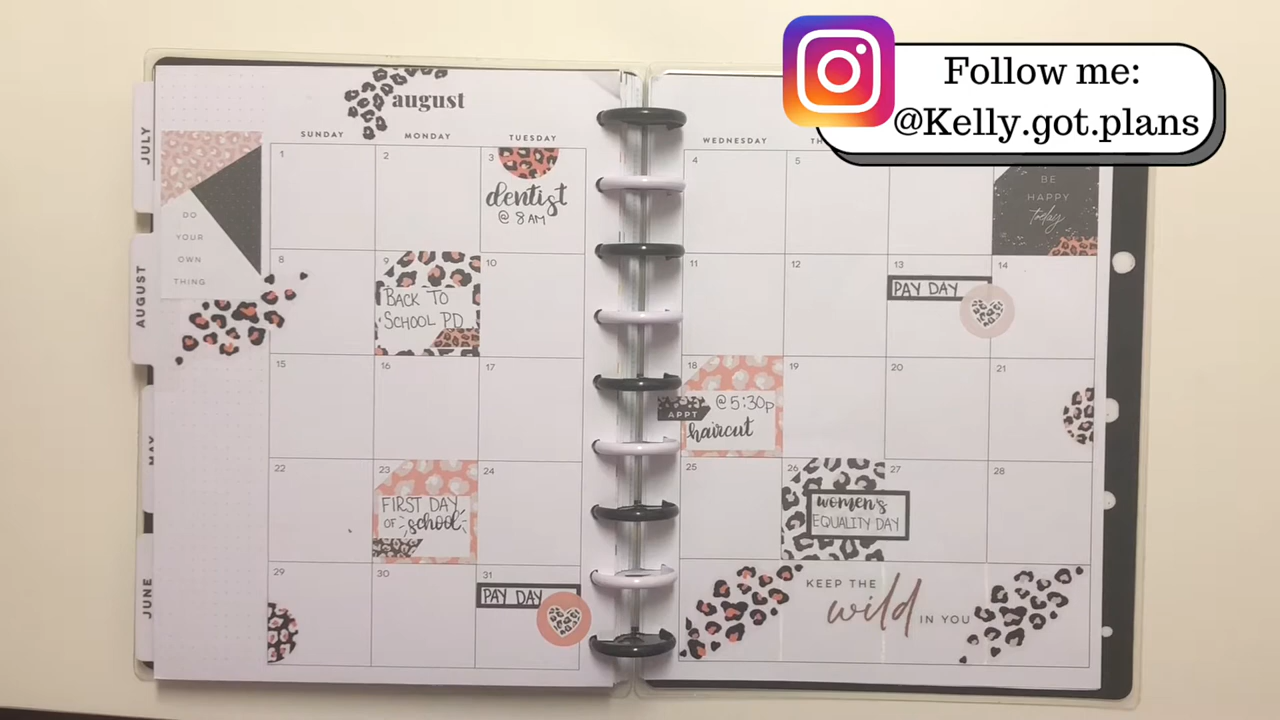 Follow me:
@Kelly.got.plans
JULY
AUGUST
MAY
JUNE
august
SUNDAY
MONDAY
TUESDAY
WEDNESDAY
DO
YOUR
OWN
THING
1
2
3
dentist
@ 8 AM
4
5
BE
HAPPY
today
8
9
BACK TO
SCHOOL PD
10
11
12
13
PAY DAY
14
15
16
17
18
@ 5:30p
APPT
haircut
19
20
21
22
23
FIRST DAY
OF school
24
25
26
women's
EQUALITY DAY
27
28
29
30
31
PAY DAY
KEEP THE
wild
IN YOU